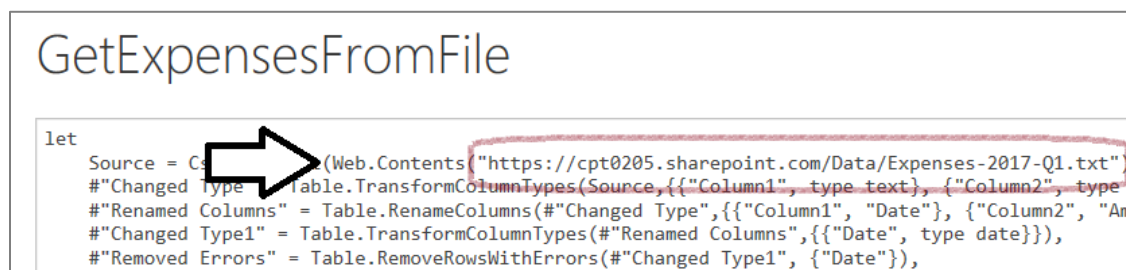 GetExpensesFromFile
let
Source = (Web.Contents("https://cpt0205.sharepoint.com/Data/Expenses-2017-Q1.txt")
#"Changed Type Table.TransformColumnTypes(Source,{{"Column1", type text}, {"Column2", type
#"Renamed Columns" = Table.RenameColumns(#"Changed Type",{{"Column1", "Date"}, {"Column2", "Am
#"Changed Type1" = Table.TransformColumnTypes(#"Renamed Columns",{{"Date", type date}}),
#"Removed Errors" = Table.RemoveRowsWithErrors(#"Changed Type1", {"Date"}),